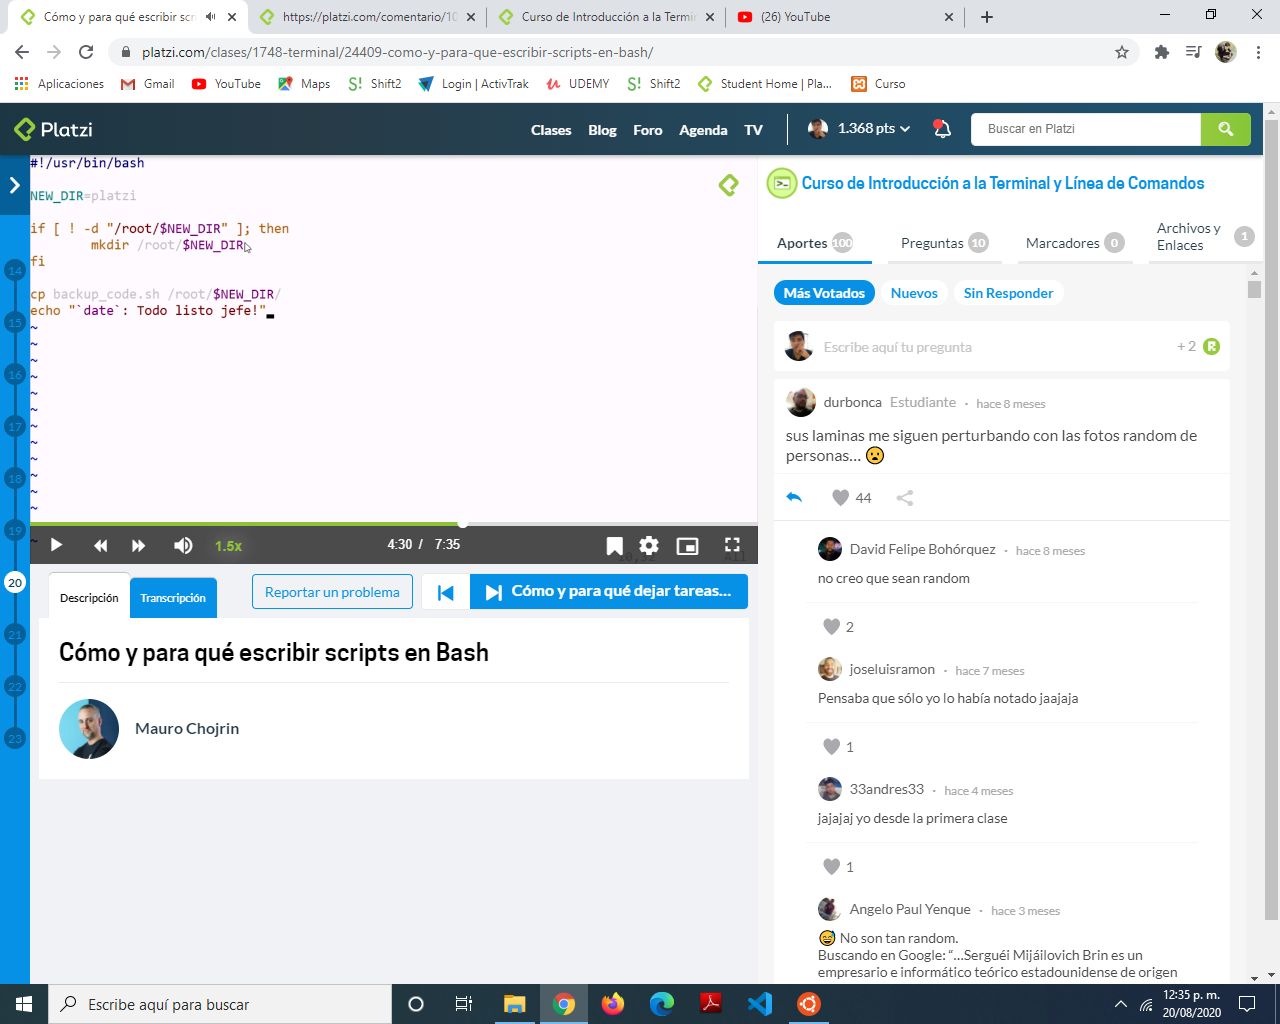 Cómo y para qué escribir scr
https://platzi.com/comentario/10
Curso de Introducción a la Termi
(26) YouTube
platzi.com/clases/1748-terminal/24409-como-y-para-que-escribir-scripts-en-bash/
Aplicaciones
Gmail
YouTube
Maps
Shift2
Login | ActivTrak
UDEMY
Shift2
Student Home | Pla...
Curso
Platzi
Clases
Blog
Foro
Agenda
TV
1.368 pts
Buscar en Platzi
#!/usr/bin/bash
NEW_DIR=platzi
if [ ! -d "/root/$NEW_DIR" ]; then
mkdir /root/$NEW_DIR
fi
cp backup_code.sh /root/$NEW_DIR/
echo "`date`: Todo listo jefe!"
~
~
~
~
~
~
~
~
~
~
~
~
~
14
15
16
17
18
19
20
21
22
23
1.5x
4:30 / 7:35
Descripción
Transcripción
Reportar un problema
Cómo y para qué dejar tareas...
Cómo y para qué escribir scripts en Bash
Mauro Chojrin
Curso de Introducción a la Terminal y Línea de Comandos
Aportes 100
Preguntas 10
Marcadores 0
Archivos y Enlaces 1
Más Votados
Nuevos
Sin Responder
Escribe aquí tu pregunta
+ 2
durbonca Estudiante · hace 8 meses
sus laminas me siguen perturbando con las fotos random de
personas... 😦
44
David Felipe Bohórquez · hace 8 meses
no creo que sean random
2
joseluisramon · hace 7 meses
Pensaba que sólo yo lo había notado jaajaja
1
33andres33 · hace 4 meses
jajajaj yo desde la primera clase
1
Angelo Paul Yenque · hace 3 meses
😅 No son tan random.
Buscando en Google: “...Serguéi Mijáilovich Brin es un
empresario e informático teórico estadounidense de origen
Escribe aquí para buscar
12:35 p. m.
20/08/2020